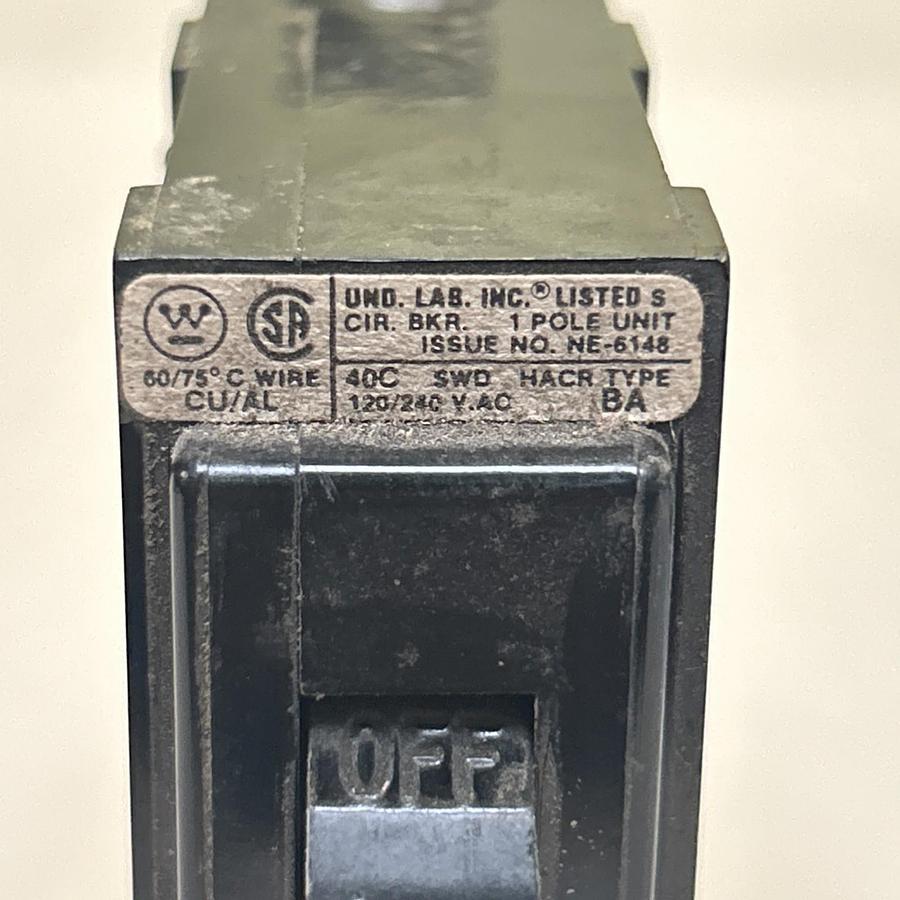 W
SA
60/75° C WIRE
CU/AL
UND. LAB. INC.® LISTED S
CIR. BKR. 1 POLE UNIT
ISSUE NO. NE-6148
40C SWD HACR TYPE
120/240 V.AC BA
OFF